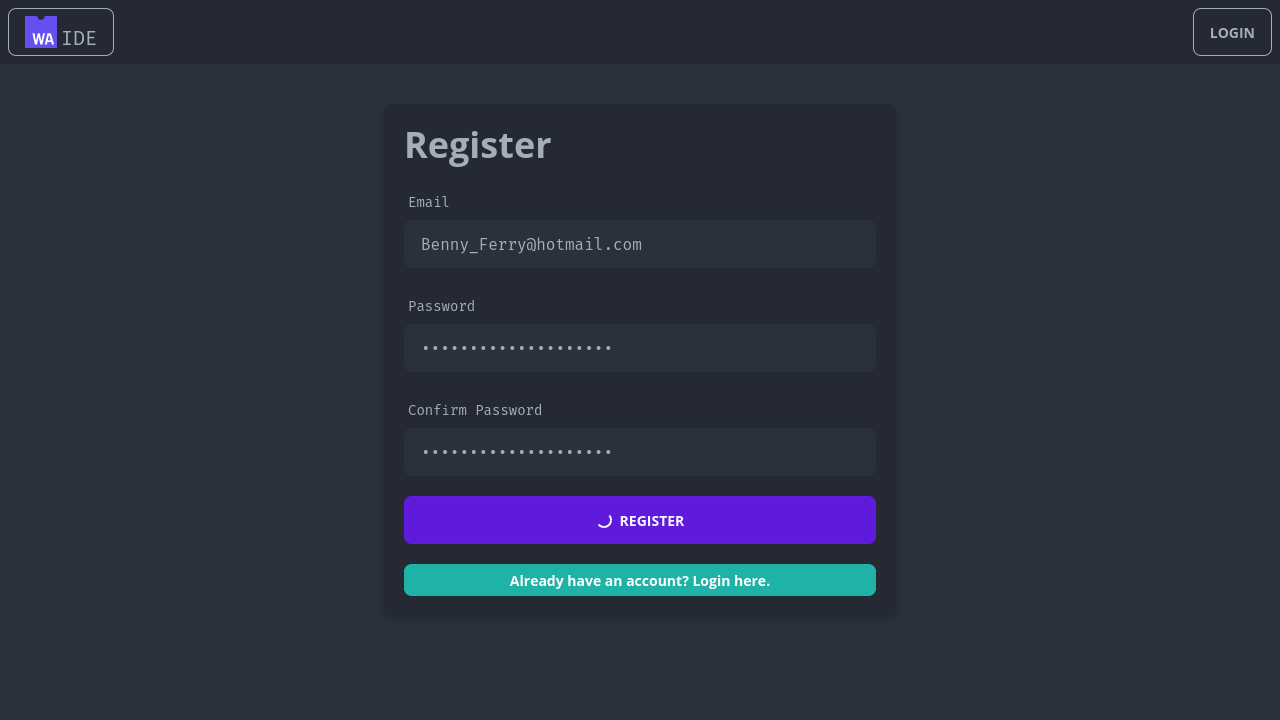 WA IDE
LOGIN
Register
Email
Benny_Ferry@hotmail.com
Password
••••••••••••••••••••
Confirm Password
••••••••••••••••••••
REGISTER
Already have an account? Login here.